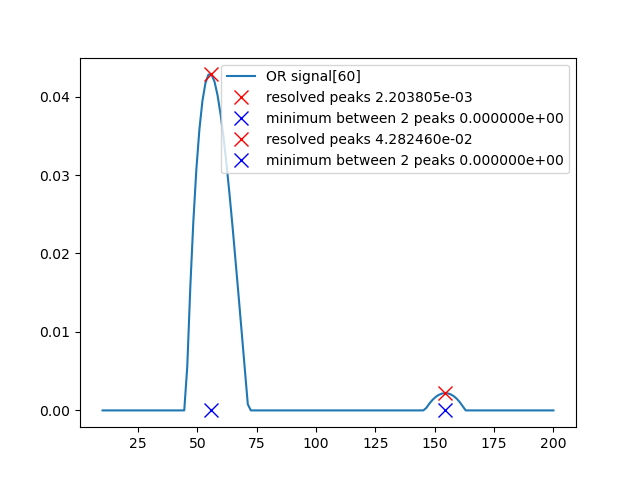 OR signal[60]
resolved peaks 2.203805e-03
minimum between 2 peaks 0.000000e+00
resolved peaks 4.282460e-02
minimum between 2 peaks 0.000000e+00
0.04
0.03
0.02
0.01
0.00
25 50 75 100 125 150 175 200